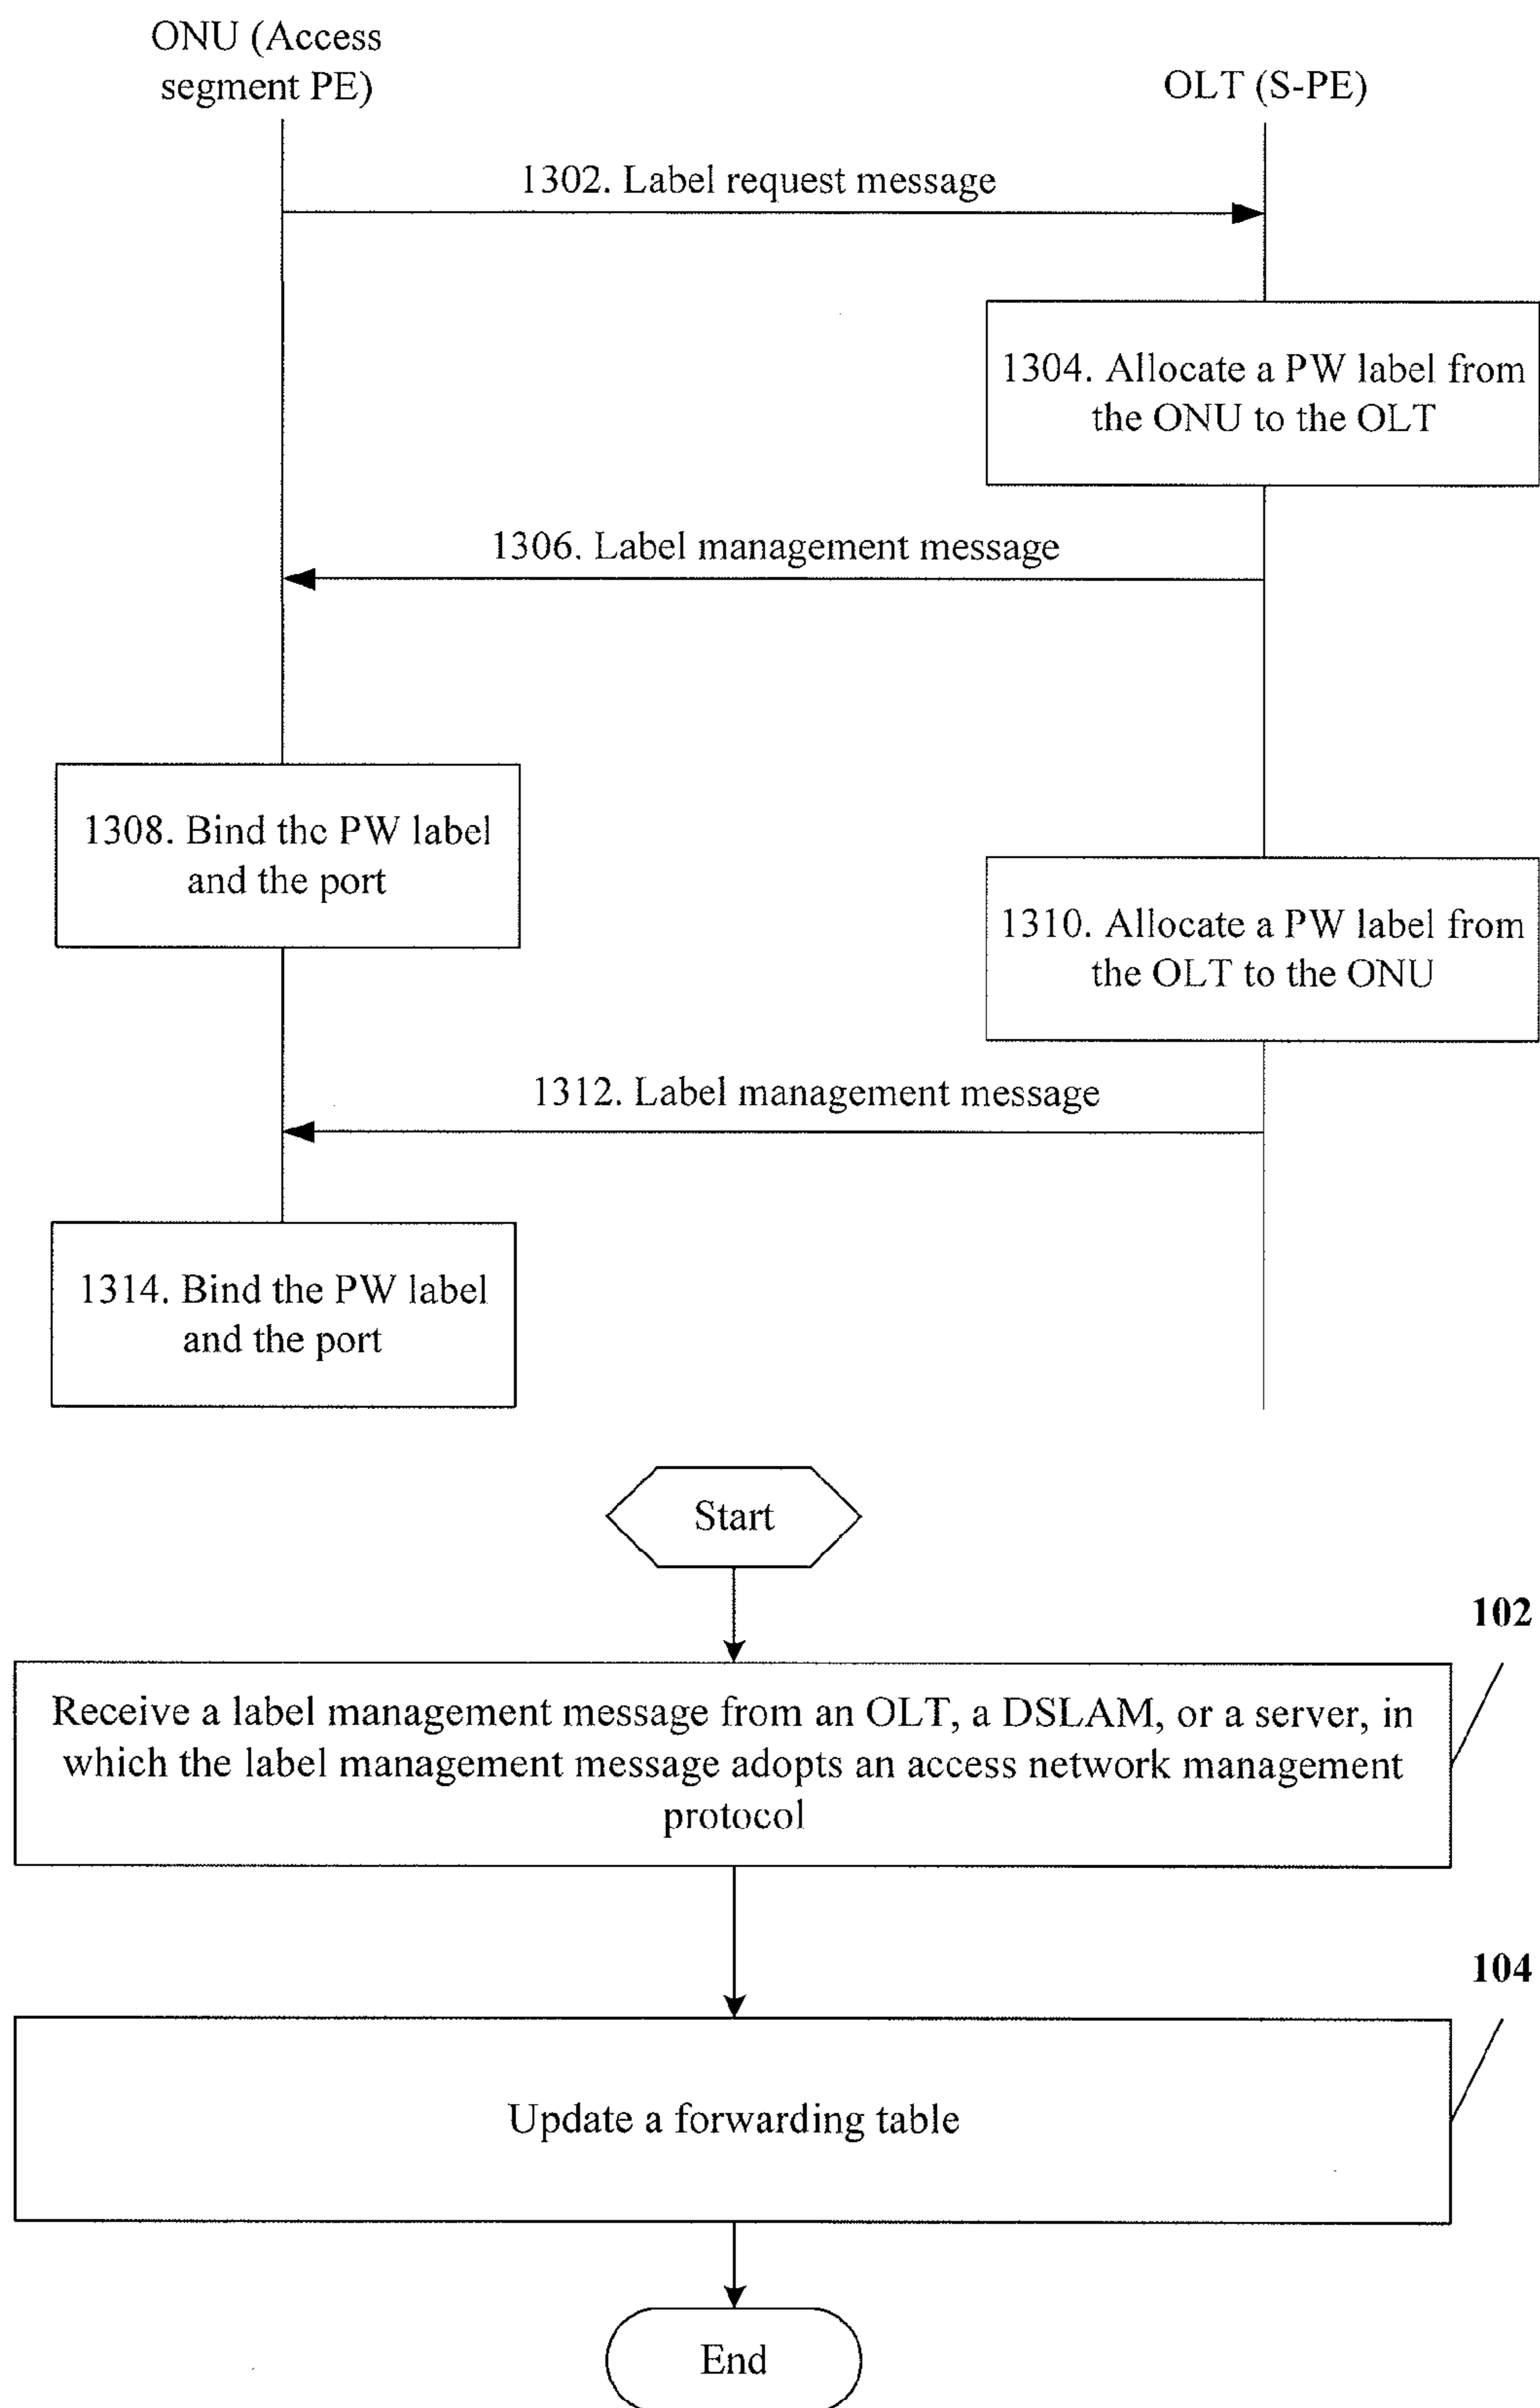 ONU (Access
segment PE)
OLT (S-PE)
1302. Label request message
1304. Allocate a PW label from
the ONU to the OLT
1306. Label management message
1308. Bind the PW label
and the port
1310. Allocate a PW label from
the OLT to the ONU
1312. Label management message
1314. Bind the PW label
and the port
Start
102
Receive a label management message from an OLT, a DSLAM, or a server, in
which the label management message adopts an access network management
protocol
104
Update a forwarding table
End